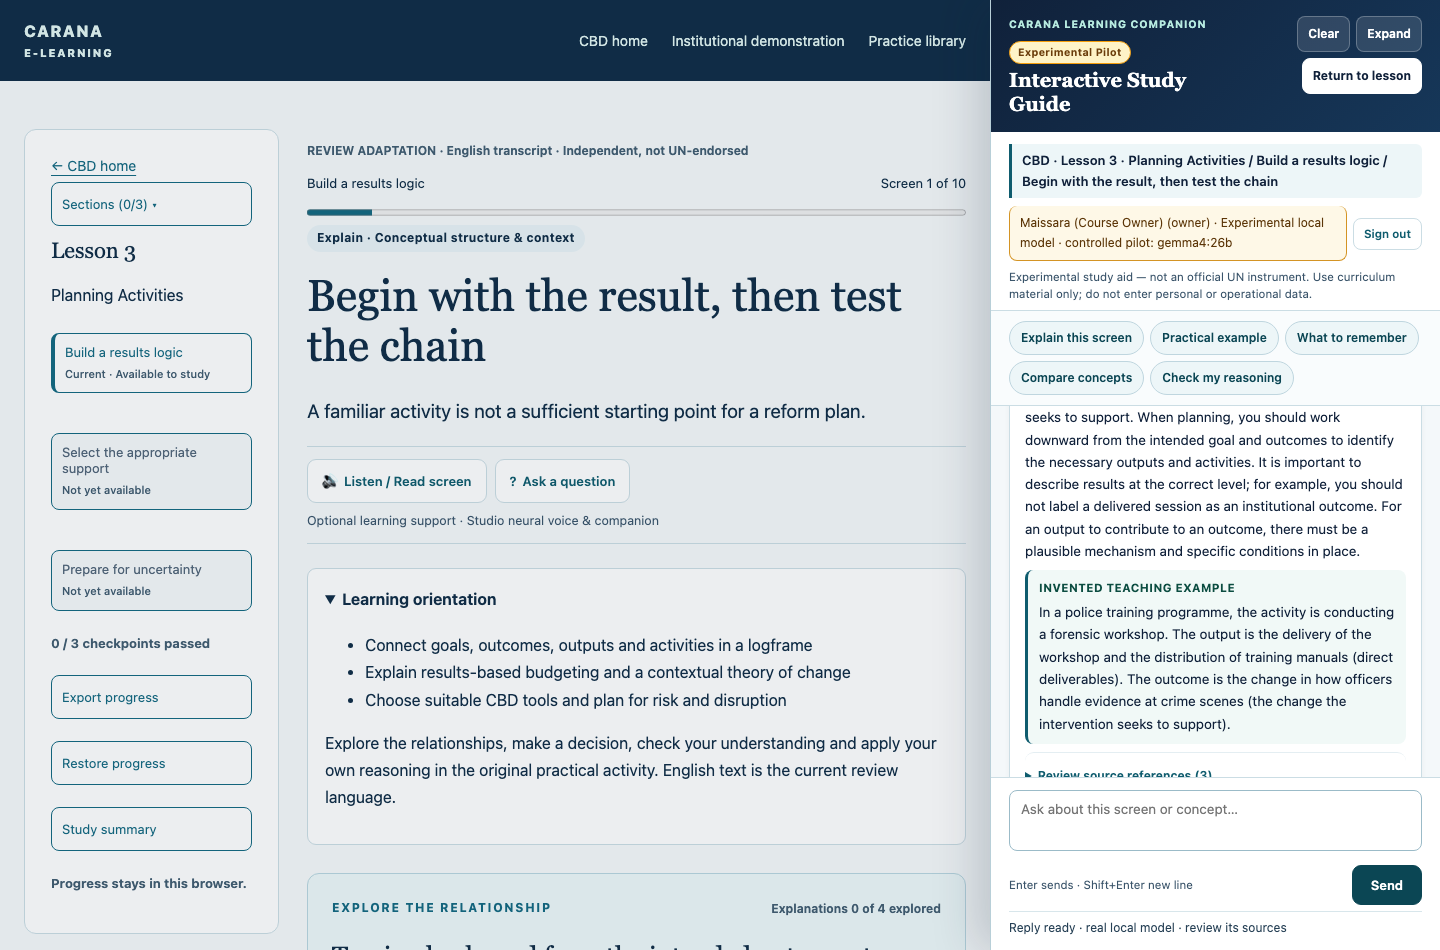 CARANA
E-LEARNING
CBD home
Institutional demonstration
Practice library
← CBD home
Sections (0/3) ▾
Lesson 3
Planning Activities
Build a results logic
Current · Available to study
Select the appropriate
support
Not yet available
Prepare for uncertainty
Not yet available
0 / 3 checkpoints passed
Export progress
Restore progress
Study summary
Progress stays in this browser.
REVIEW ADAPTATION · English transcript · Independent, not UN-endorsed
Build a results logic
Screen 1 of 10
Explain · Conceptual structure & context
Begin with the result, then test
the chain
A familiar activity is not a sufficient starting point for a reform plan.
🔈 Listen / Read screen
? Ask a question
Optional learning support · Studio neural voice & companion
▼ Learning orientation
• Connect goals, outcomes, outputs and activities in a logframe
• Explain results-based budgeting and a contextual theory of change
• Choose suitable CBD tools and plan for risk and disruption
Explore the relationships, make a decision, check your understanding and apply your
own reasoning in the original practical activity. English text is the current review
language.
EXPLORE THE RELATIONSHIP
Explanations 0 of 4 explored
CARANA LEARNING COMPANION
Experimental Pilot
Interactive Study
Guide
Clear
Expand
Return to lesson
CBD · Lesson 3 · Planning Activities / Build a results logic /
Begin with the result, then test the chain
Maissara (Course Owner) (owner) · Experimental local
model · controlled pilot: gemma4:26b
Sign out
Experimental study aid — not an official UN instrument. Use curriculum
material only; do not enter personal or operational data.
Explain this screen
Practical example
What to remember
Compare concepts
Check my reasoning
seeks to support. When planning, you should work
downward from the intended goal and outcomes to identify
the necessary outputs and activities. It is important to
describe results at the correct level; for example, you should
not label a delivered session as an institutional outcome. For
an output to contribute to an outcome, there must be a
plausible mechanism and specific conditions in place.
INVENTED TEACHING EXAMPLE
In a police training programme, the activity is conducting
a forensic workshop. The output is the delivery of the
workshop and the distribution of training manuals (direct
deliverables). The outcome is the change in how officers
handle evidence at crime scenes (the change the
intervention seeks to support).
▶ Review source references (3)
Ask about this screen or concept...
Enter sends · Shift+Enter new line
Send
Reply ready · real local model · review its sources